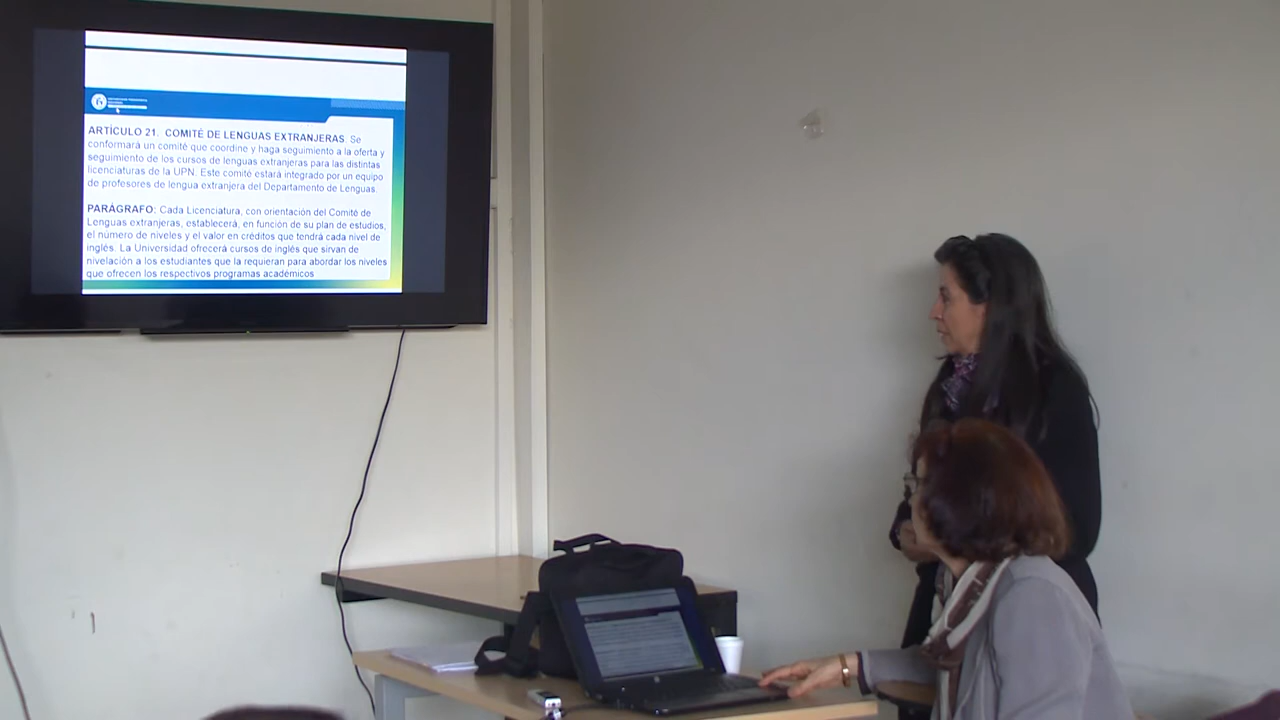 ARTÍCULO 21. COMITÉ DE LENGUAS EXTRANJERAS. Se
conformará un comité que coordine y haga seguimiento a la oferta y
seguimiento de los cursos de lenguas extranjeras para las distintas
licenciaturas de la UPN. Este comité estará integrado por un equipo
de profesores de lengua extranjera del Departamento de Lenguas.
PARÁGRAFO: Cada Licenciatura, con orientación del Comité de
Lenguas extranjeras, establecerá, en función de su plan de estudios,
el número de niveles y el valor en créditos que tendrá cada nivel de
inglés. La Universidad ofrecerá cursos de inglés que sirvan de
nivelación a los estudiantes que la requieran para abordar los niveles
que ofrecen los respectivos programas académicos